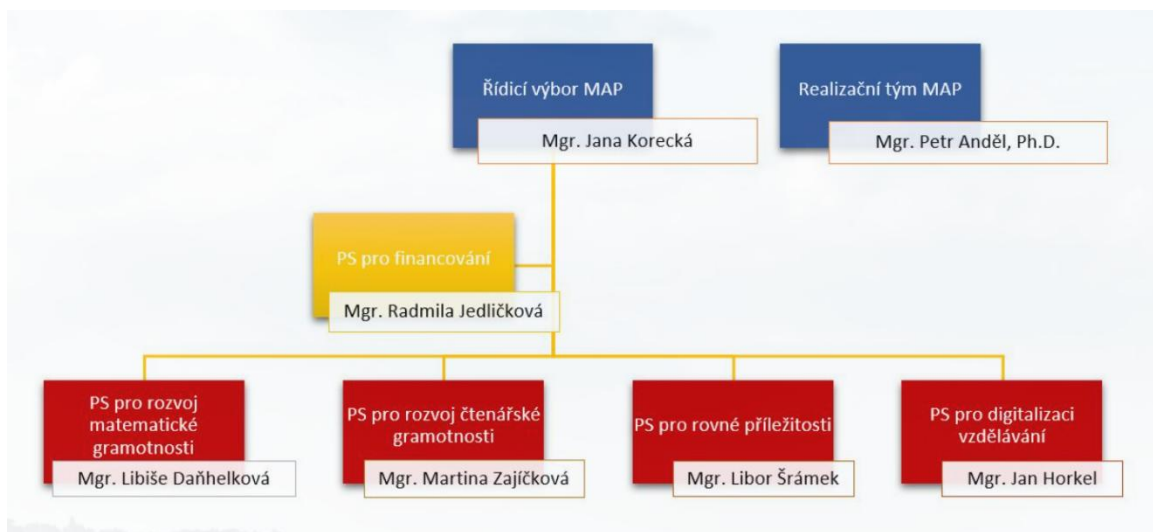 Řídicí výbor MAP
Mgr. Jana Korecká
Realizační tým MAP
Mgr. Petr Anděl, Ph.D.
PS pro financování
Mgr. Radmila Jedličková
PS pro rozvoj
matematické
gramotnosti
Mgr. Libiše Daňhelková
PS pro rozvoj čtenářské
gramotnosti
Mgr. Martina Zajíčková
PS pro rovné příležitosti
Mgr. Libor Šrámek
PS pro digitalizaci
vzdělávání
Mgr. Jan Horkel